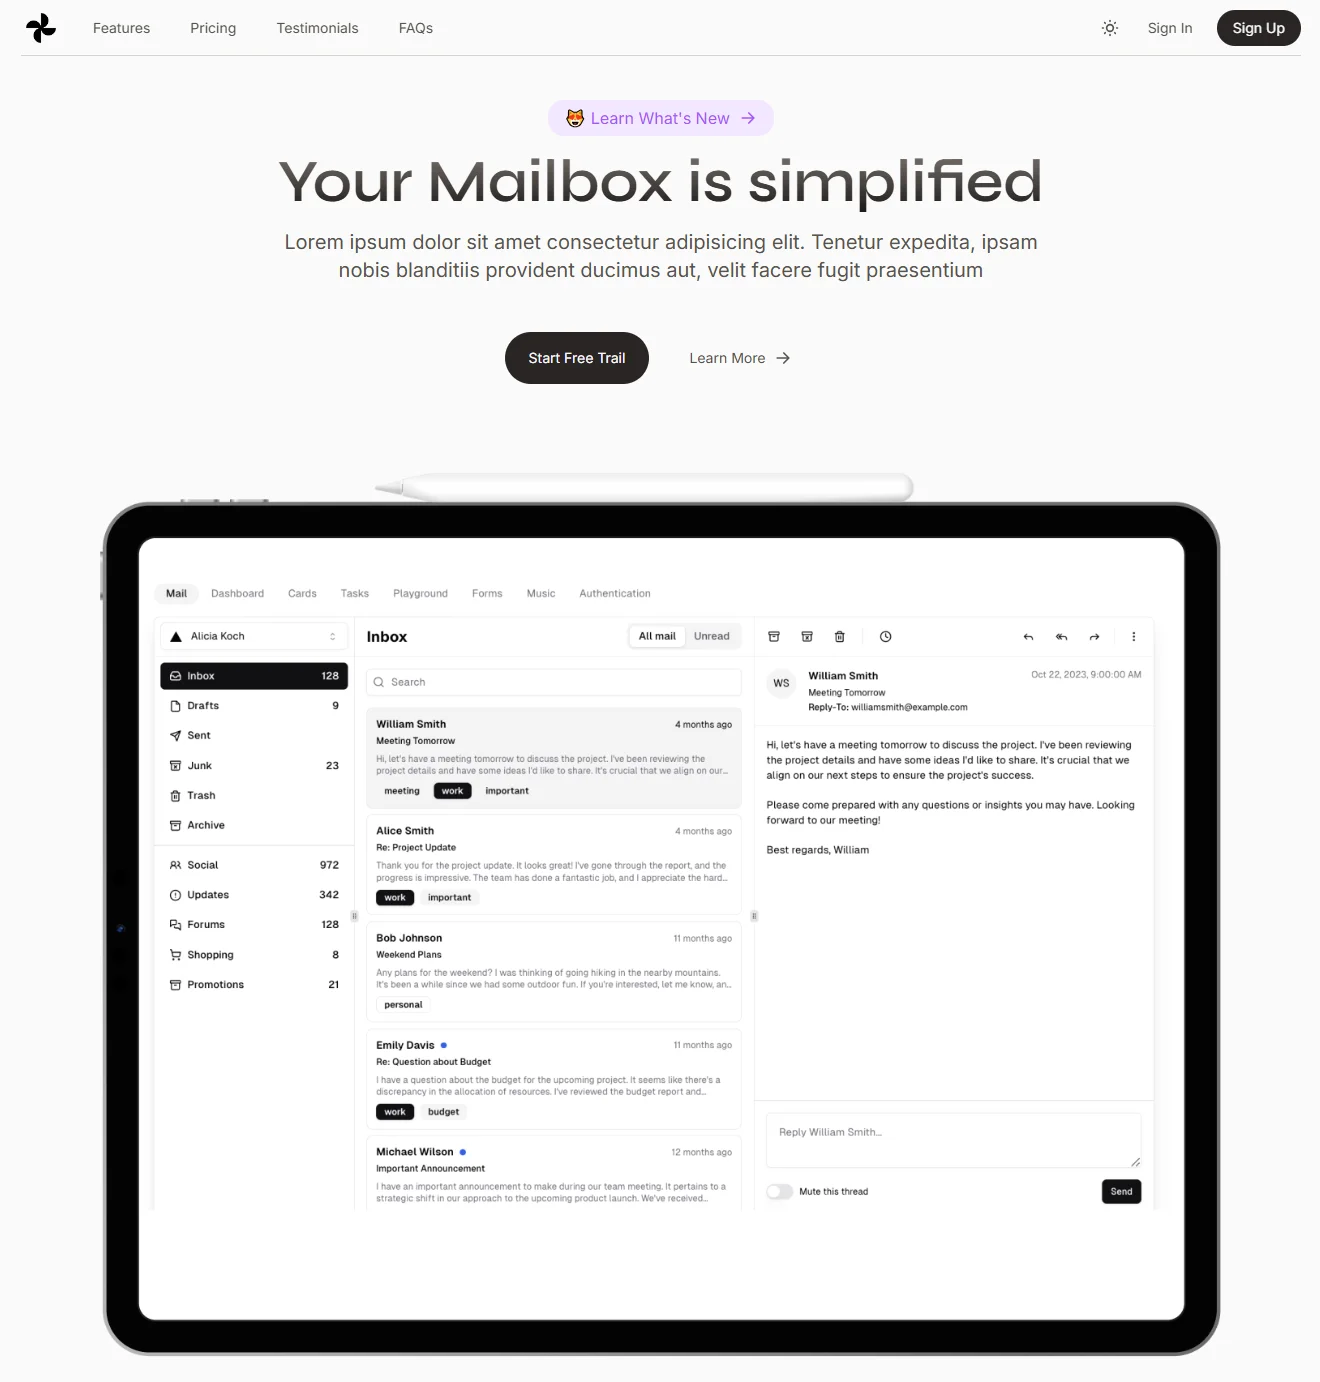 Features Pricing Testimonials FAQs Sign In Sign Up
Learn What's New
Your Mailbox is simplified
Lorem ipsum dolor sit amet consectetur adipisicing elit. Tenetur expedita, ipsam
nobis blanditiis provident ducimus aut, velit facere fugit praesentium
Start Free Trail Learn More
Mail Dashboard Cards Tasks Playground Forms Music Authentication
Alicia Koch
Inbox 128
Drafts 9
Sent
Junk 23
Trash
Archive
Social 972
Updates 342
Forums 128
Shopping 8
Promotions 21
Inbox All mail Unread
Search
William Smith 4 months ago
Meeting Tomorrow
Hi, let's have a meeting tomorrow to discuss the project. I've been reviewing the
project details and have some ideas I'd like to share. It's crucial that we align on our...
meeting work important
Alice Smith 4 months ago
Re: Project Update
Thank you for the project update. It looks great! I've gone through the report, and the
progress is impressive. The team has done a fantastic job, and I appreciate the hard...
work important
Bob Johnson 11 months ago
Weekend Plans
Any plans for the weekend? I was thinking of going hiking in the nearby mountains.
It's been a while since we had some outdoor fun. If you're interested, let me know, an...
personal
Emily Davis 11 months ago
Re: Question about Budget
I have a question about the budget for the upcoming project. It seems like there's a
discrepancy in the allocation of resources. I've reviewed the budget report and...
work budget
Michael Wilson 12 months ago
Important Announcement
I have an important announcement to make during our team meeting. It pertains to a
strategic shift in our approach to the upcoming product launch. We've received...
WS
William Smith Oct 22, 2023, 9:00:00 AM
Meeting Tomorrow
Reply-To: williamsmith@example.com
Hi, let's have a meeting tomorrow to discuss the project. I've been reviewing
the project details and have some ideas I'd like to share. It's crucial that we
align on our next steps to ensure the project's success.
Please come prepared with any questions or insights you may have. Looking
forward to our meeting!
Best regards, William
Reply William Smith...
Mute this thread Send